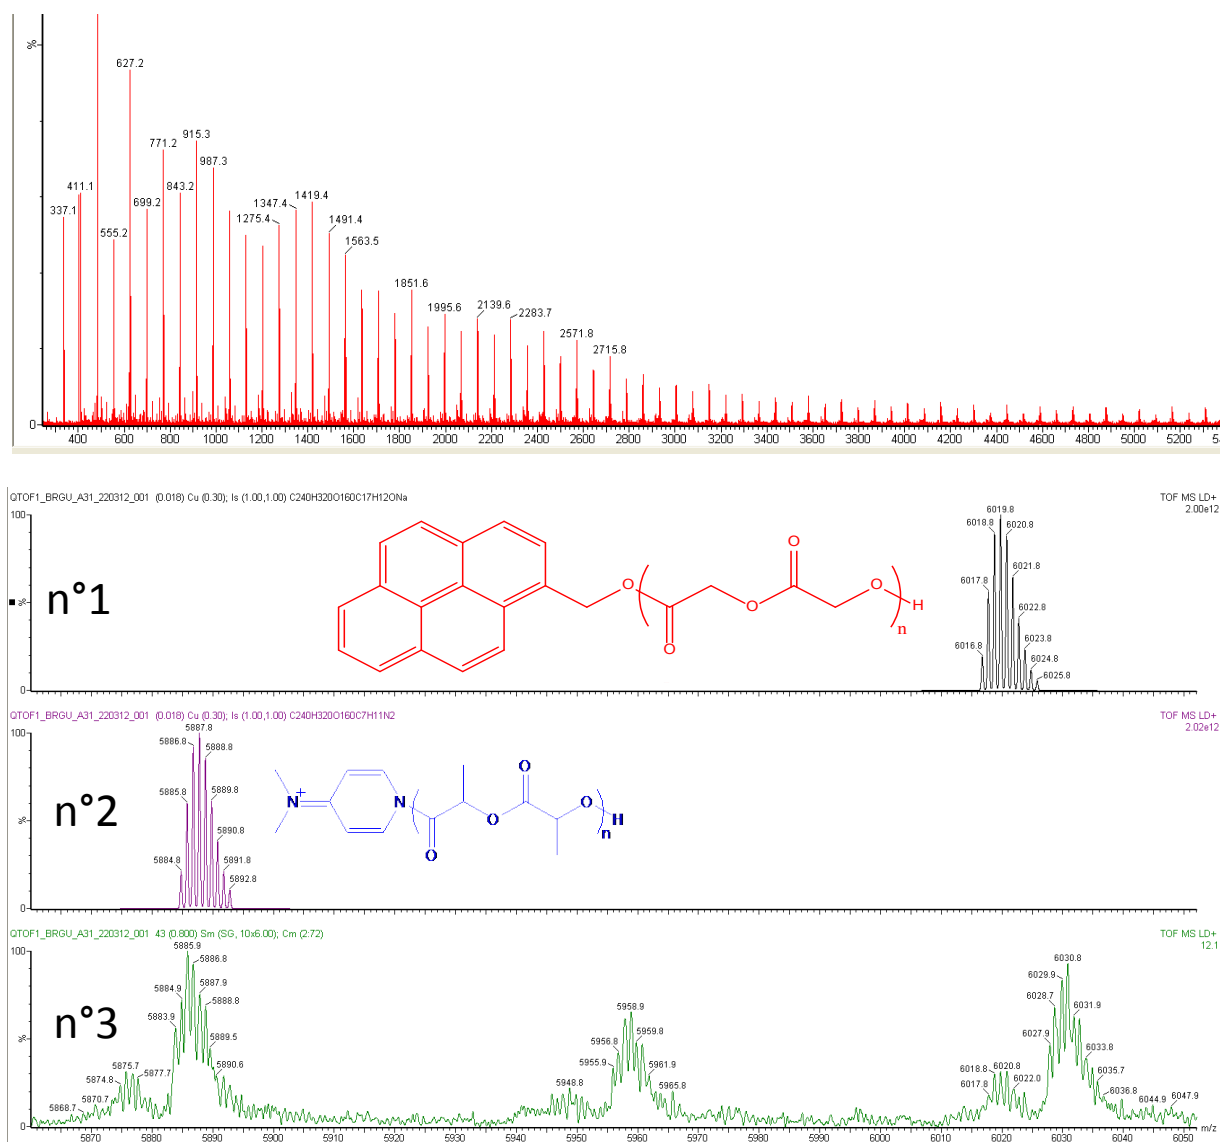 %
627.2
915.3
771.2
987.3
411.1
843.2
337.1
699.2
1347.4
1419.4
1275.4
1491.4
555.2
1563.5
1851.6
1995.6
2139.6
2283.7
2571.8
2715.8
0
400 600 800 1000 1200 1400 1600 1800 2000 2200 2400 2600 2800 3000 3200 3400 3600 3800 4000 4200 4400 4600 4800 5000 5200
QTOF1_BRGU_A31_220312_001 (0.018) Cu (0.30); Is (1.00,1.00) C240H320O160C17H12ONa
TOF MS LD+
2.00e12
100
%
0
n°1
O
O
O
O
O
H
n
6019.8
6018.8
6020.8
6021.8
6017.8
6022.8
6016.8
6023.8
6024.8
6025.8
QTOF1_BRGU_A31_220312_001 (0.018) Cu (0.30); Is (1.00,1.00) C240H320O160C7H11N2
TOF MS LD+
2.02e12
100
%
0
n°2
5887.8
5886.8
5888.8
5885.8
5889.8
5890.8
5884.8
5891.8
5892.8
N+
N
O
O
O
O
H
n
QTOF1_BRGU_A31_220312_001 43 (0.800) Sm (SG, 10x6.00); Cm (2:72)
TOF MS LD+
12.1
100
%
0
n°3
5885.9
5886.8
5884.9
5887.9
5888.8
5883.9
5889.5
5875.7
5890.6
5874.8
5877.7
5870.7
5868.7
5958.9
5956.8
5959.8
5955.9
5961.9
5948.8
5965.8
6030.8
6029.9
6028.7
6031.9
6027.9
6033.8
6018.8
6020.8
6035.7
6017.8
6022.0
6036.8
6044.9
6047.9
5870 5880 5890 5900 5910 5920 5930 5940 5950 5960 5970 5980 5990 6000 6010 6020 6030 6040 6050
m/z